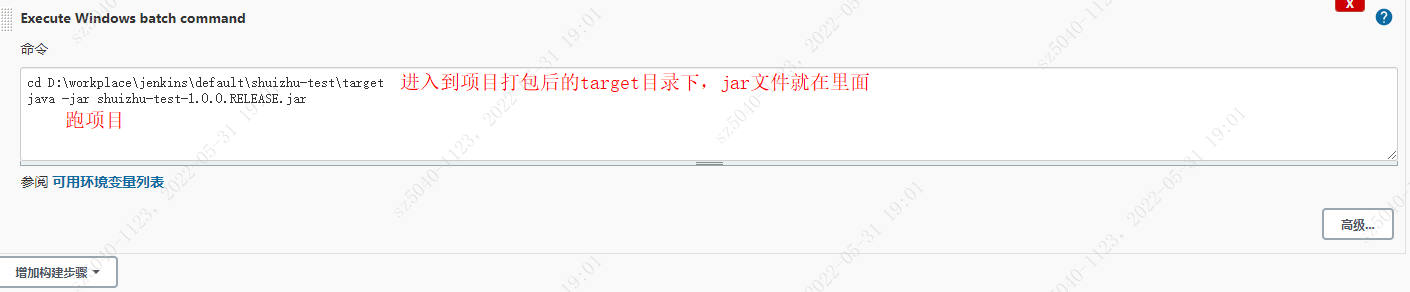 Execute Windows batch command
X
?
命令
cd D:\workplace\jenkins\default\shuizhu-test\target 进入到项目打包后的target目录下，jar文件就在里面
java -jar shuizhu-test-1.0.0.RELEASE.jar
跑项目
参阅 可用环境变量列表
高级...
增加构建步骤
sz5040-1123，2022-05-31 19:01